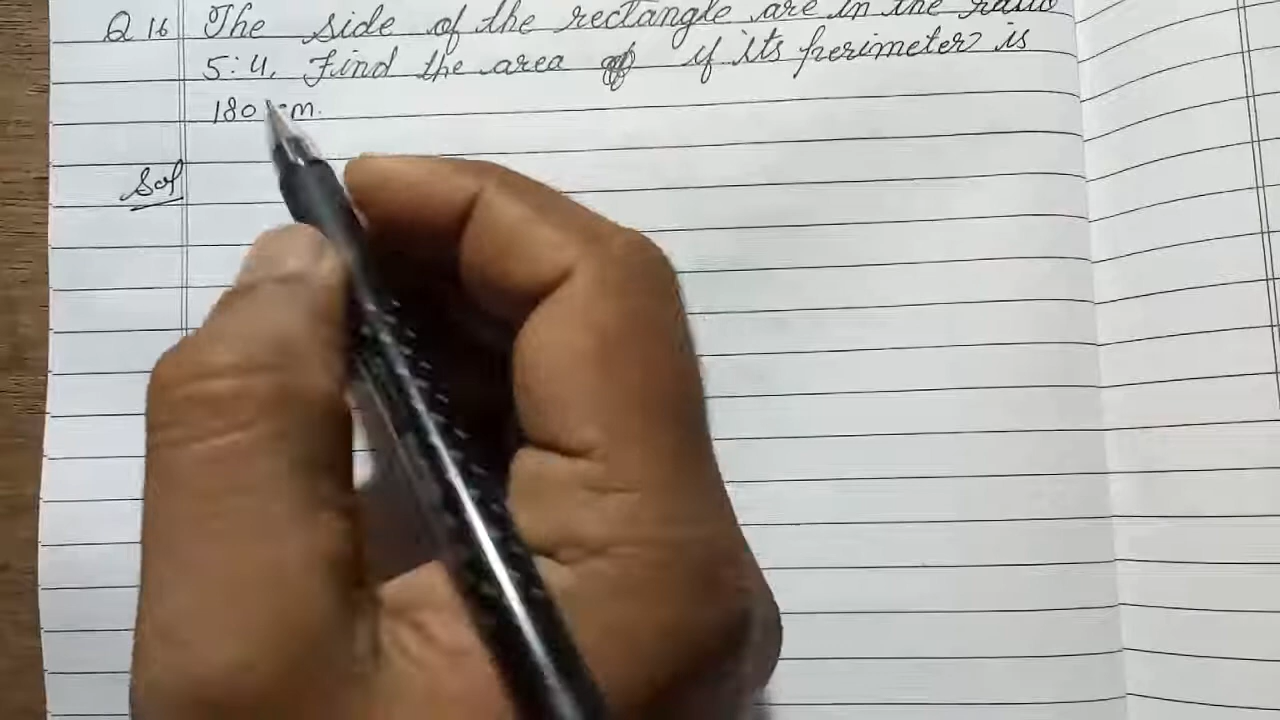 Q 16 The side of the rectangle are in the ratio
5:4. Find the area if its perimeter is
180 cm.
Sol